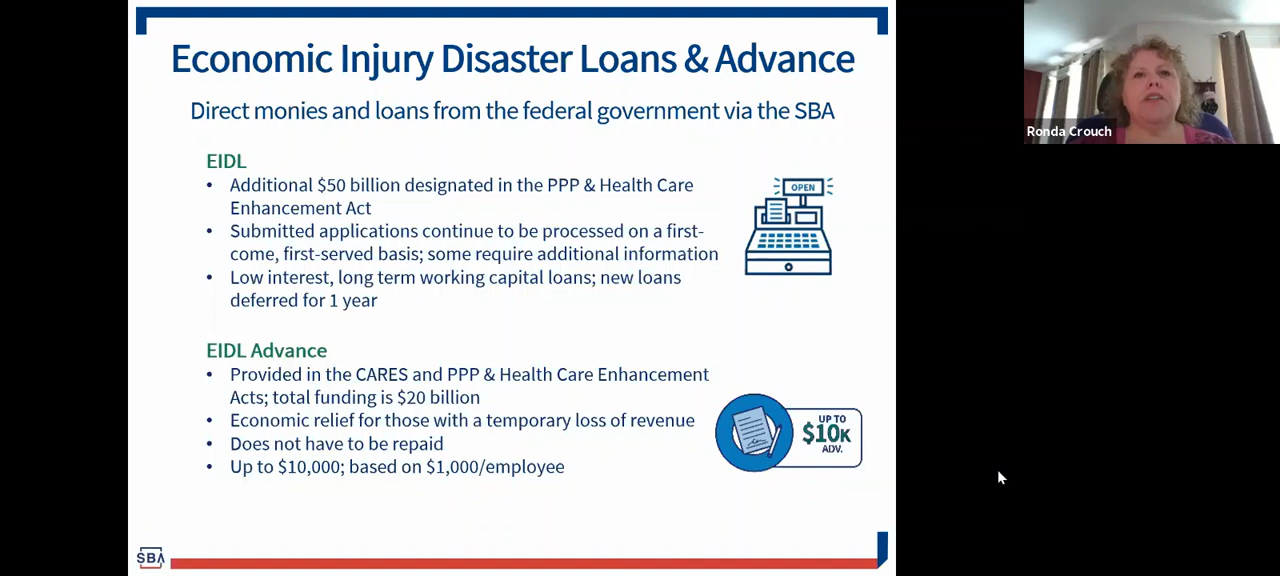 Economic Injury Disaster Loans & Advance
Direct monies and loans from the federal government via the SBA
EIDL
• Additional $50 billion designated in the PPP & Health Care
Enhancement Act
• Submitted applications continue to be processed on a first-
come, first-served basis; some require additional information
• Low interest, long term working capital loans; new loans
deferred for 1 year
OPEN
EIDL Advance
• Provided in the CARES and PPP & Health Care Enhancement
Acts; total funding is $20 billion
• Economic relief for those with a temporary loss of revenue
• Does not have to be repaid
• Up to $10,000; based on $1,000/employee
UP TO
$10K
ADV.
SBA
Ronda Crouch